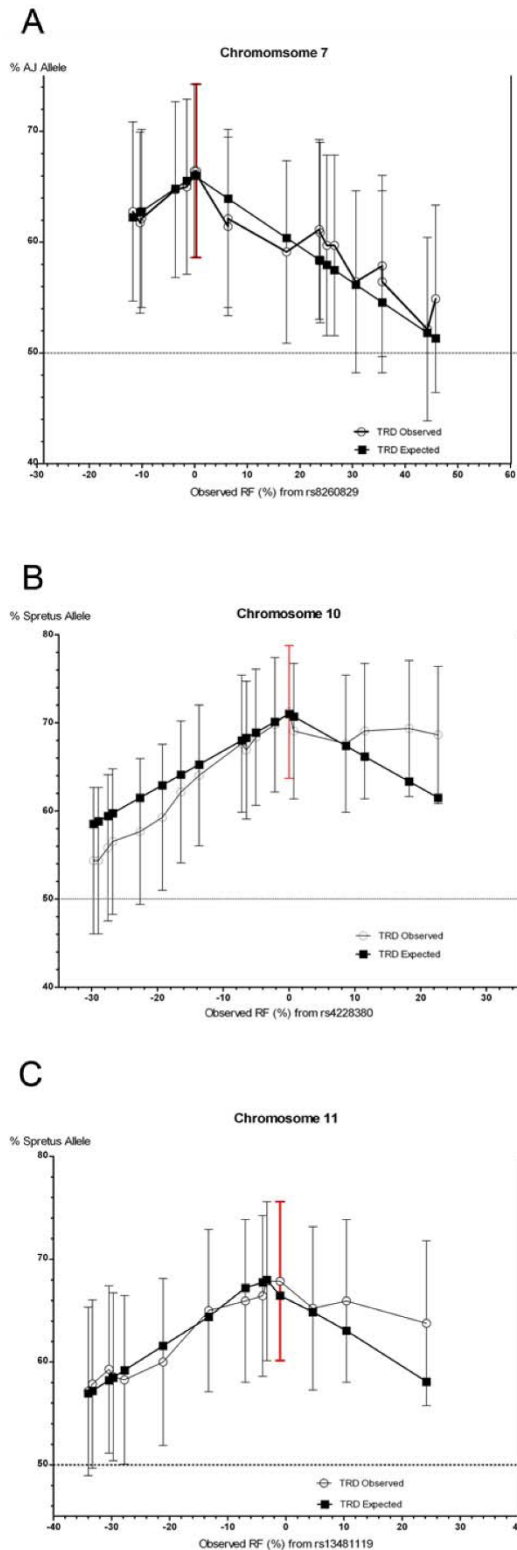 A
Chromomsome 7
% AJ Allele
70
60
50
40
TRD Observed
TRD Expected
-30 -20 -10 0 10 20 30 40 50 60
Observed RF (%) from rs8260829
B
Chromosome 10
% Spretus Allele
80
70
60
50
40
TRD Observed
TRD Expected
-30 -20 -10 0 10 20 30
Observed RF (%) from rs4228380
C
Chromosome 11
% Spretus Allele
80
70
60
50
TRD Observed
TRD Expected
-40 -30 -20 -10 0 10 20 30
Observed RF (%) from rs13481119